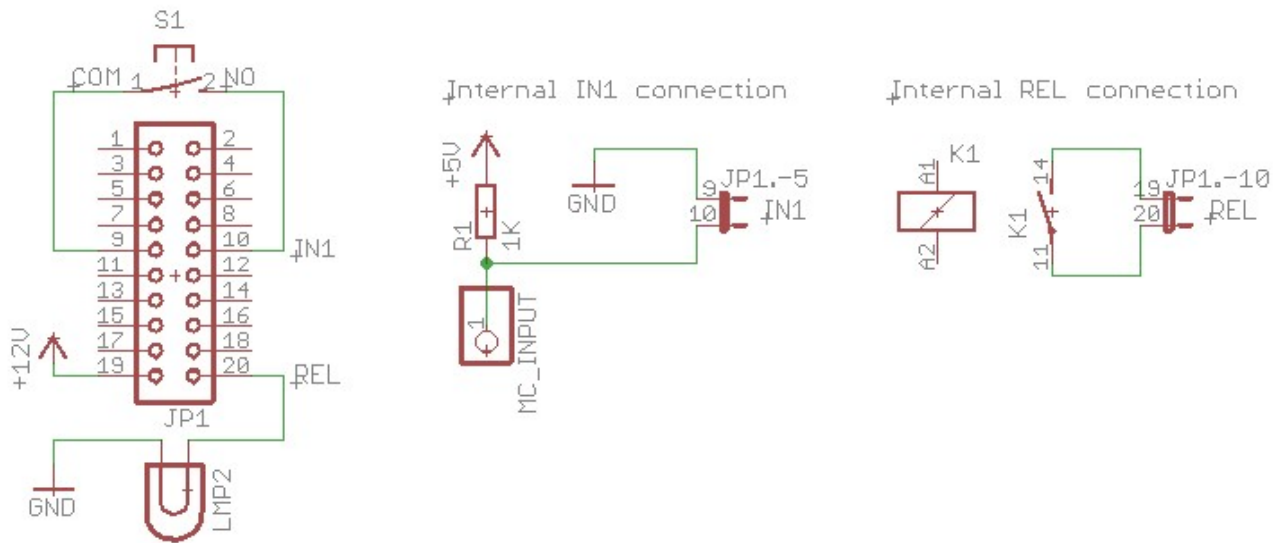 S1
COM 1 2 NO
1 2
3 4
5 6
7 8
9 10 IN1
11 12
13 14
15 16
17 18
19 20 REL
+12V
JP1
GND
LMP2
Internal IN1 connection
+5V
R1
1K
GND
9 JP1.-5
10 IN1
1
MC_INPUT
Internal REL connection
A1 K1
A2
14
K1
11
19 JP1.-10
20 REL